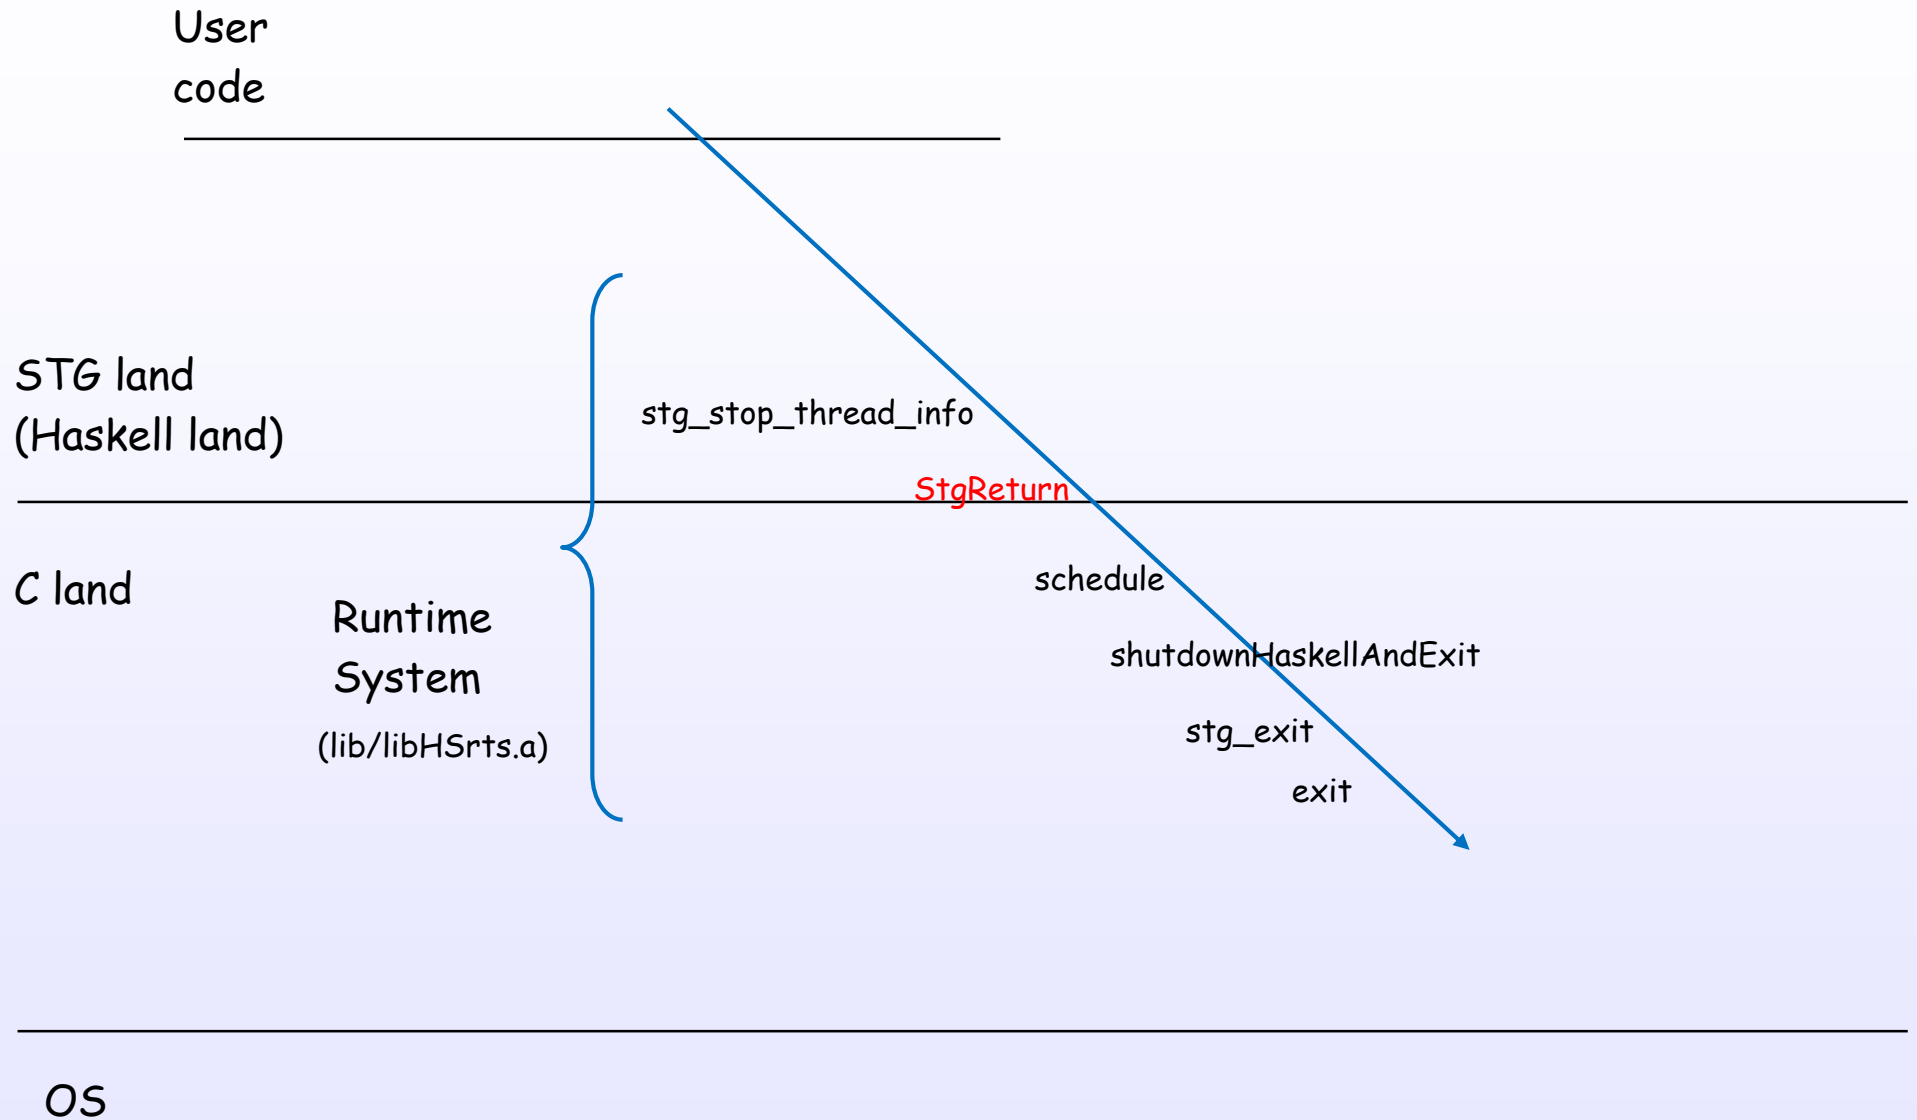 User
code
STG land
(Haskell land)
stg_stop_thread_info
StgReturn
C land
schedule
Runtime
System
(lib/libHSrts.a)
shutdownHaskellAndExit
stg_exit
exit
OS